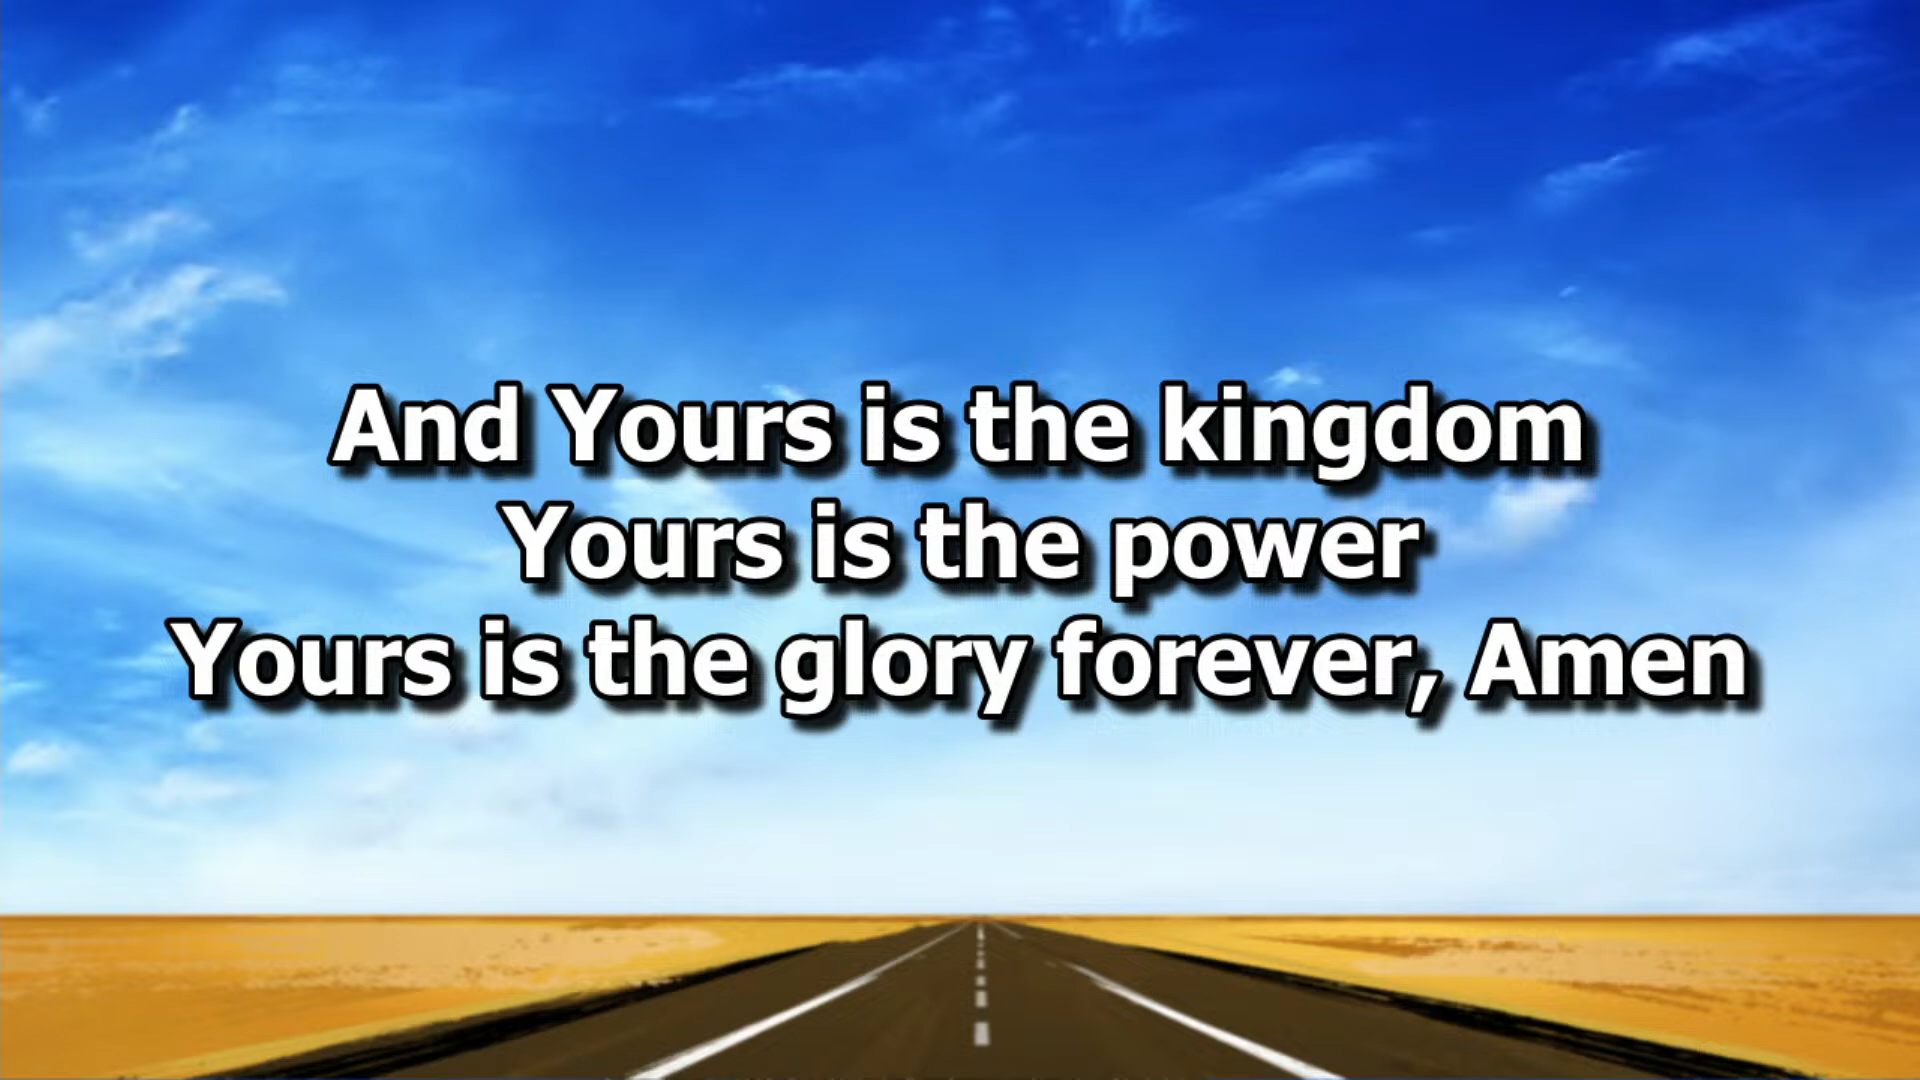 And Yours is the kingdom
Yours is the power
Yours is the glory forever, Amen